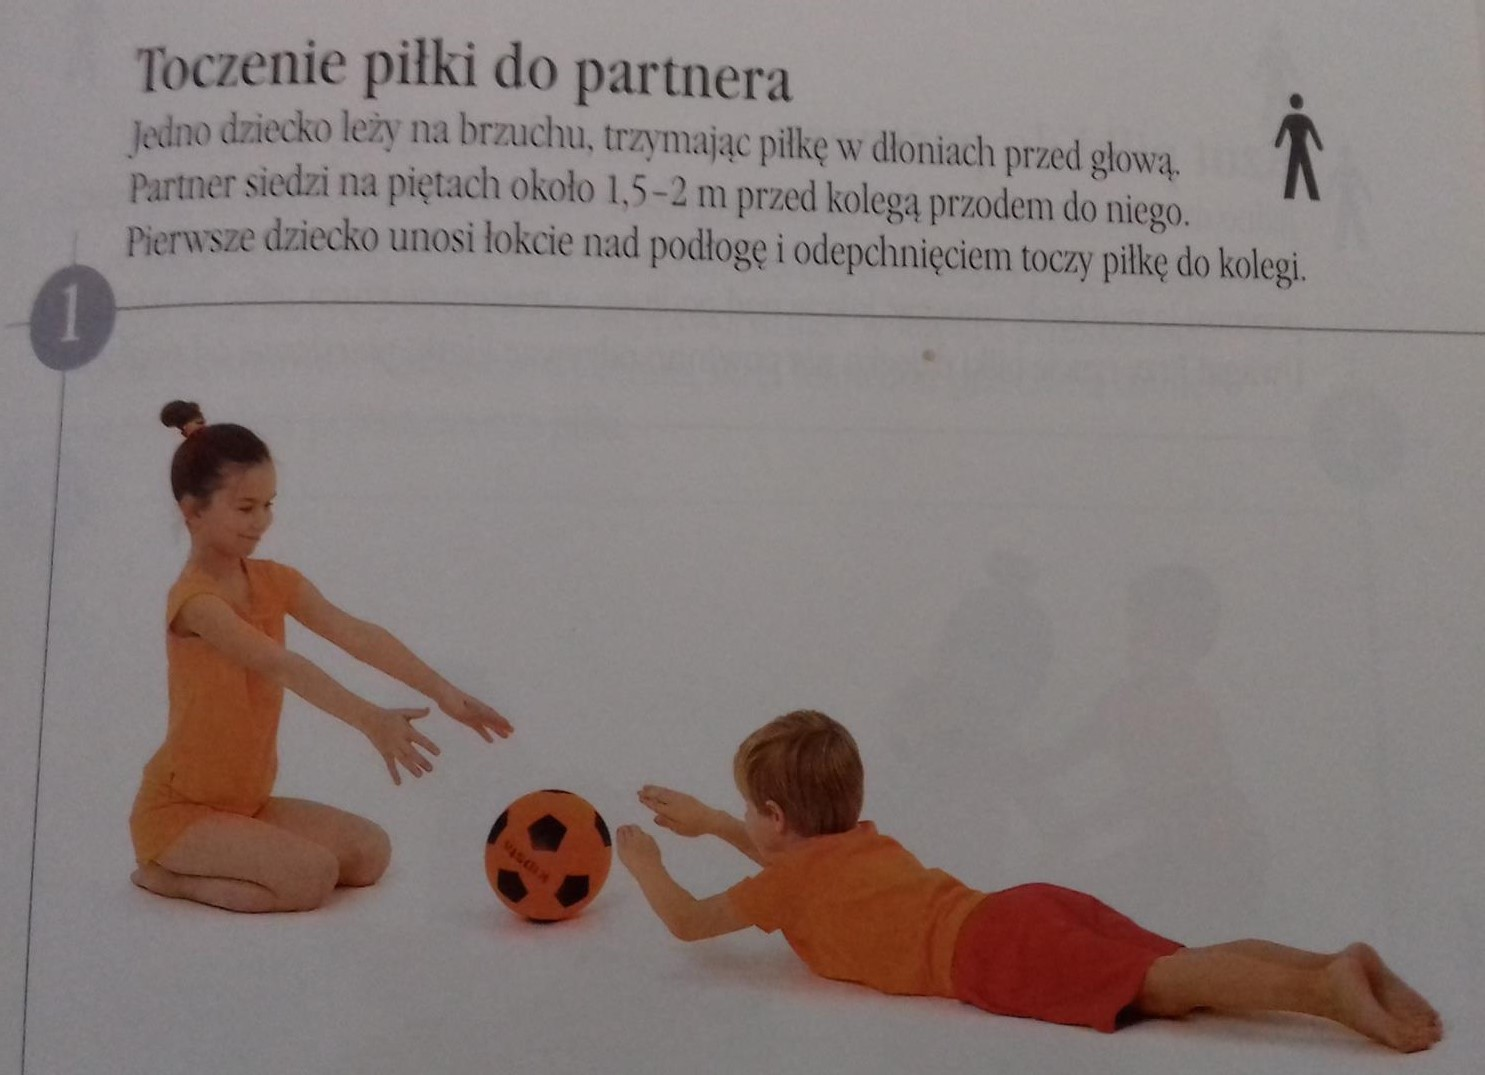 Toczenie piłki do partnera
Jedno dziecko leży na brzuchu, trzymając piłkę w dłoniach przed głową.
Partner siedzi na piętach około 1,5–2 m przed kolegą przodem do niego.
Pierwsze dziecko unosi łokcie nad podłogę i odepchnięciem toczy piłkę do kolegi.
1